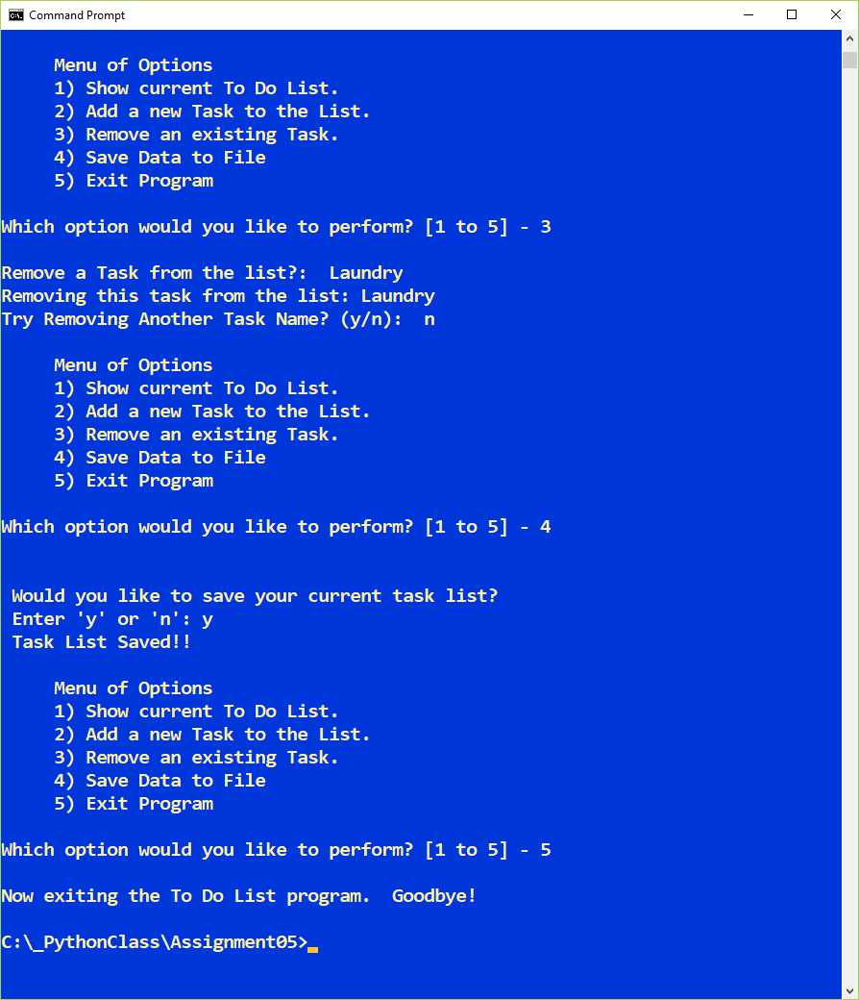 Command Prompt
Menu of Options
1) Show current To Do List.
2) Add a new Task to the List.
3) Remove an existing Task.
4) Save Data to File
5) Exit Program
Which option would you like to perform? [1 to 5] - 3
Remove a Task from the list?:  Laundry
Removing this task from the list: Laundry
Try Removing Another Task Name? (y/n):  n
Menu of Options
1) Show current To Do List.
2) Add a new Task to the List.
3) Remove an existing Task.
4) Save Data to File
5) Exit Program
Which option would you like to perform? [1 to 5] - 4
Would you like to save your current task list?
Enter 'y' or 'n': y
Task List Saved!!
Menu of Options
1) Show current To Do List.
2) Add a new Task to the List.
3) Remove an existing Task.
4) Save Data to File
5) Exit Program
Which option would you like to perform? [1 to 5] - 5
Now exiting the To Do List program.  Goodbye!
C:\_PythonClass\Assignment05>